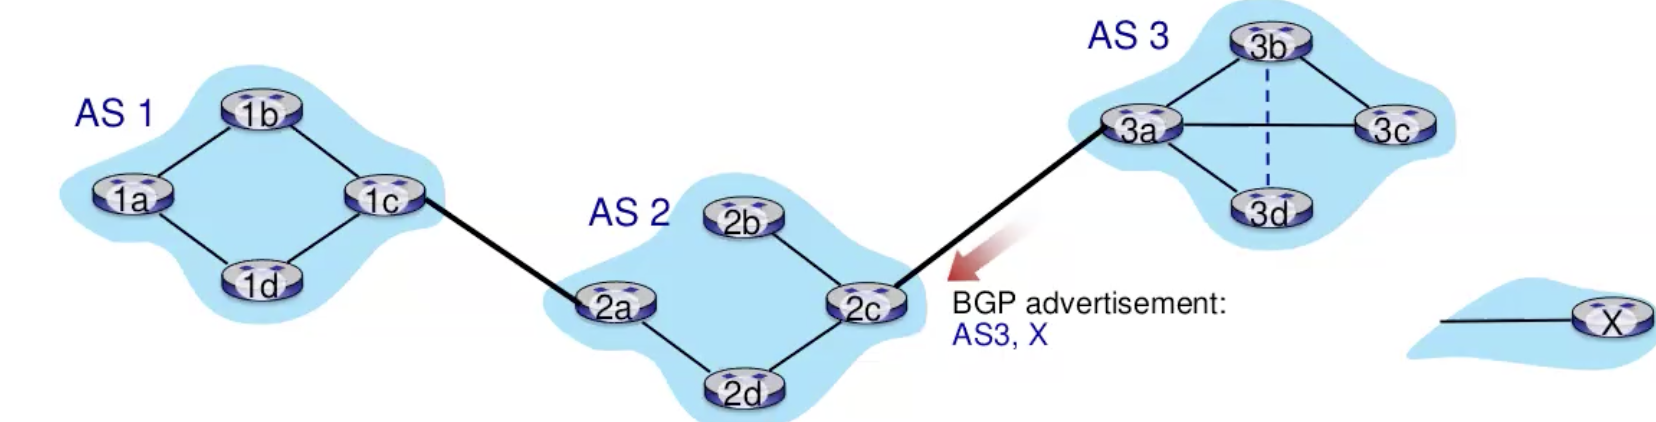 AS 1
1b
1a
1c
1d
AS 2
2b
2a
2c
2d
AS 3
3b
3a
3c
3d
BGP advertisement:
AS3, X
X